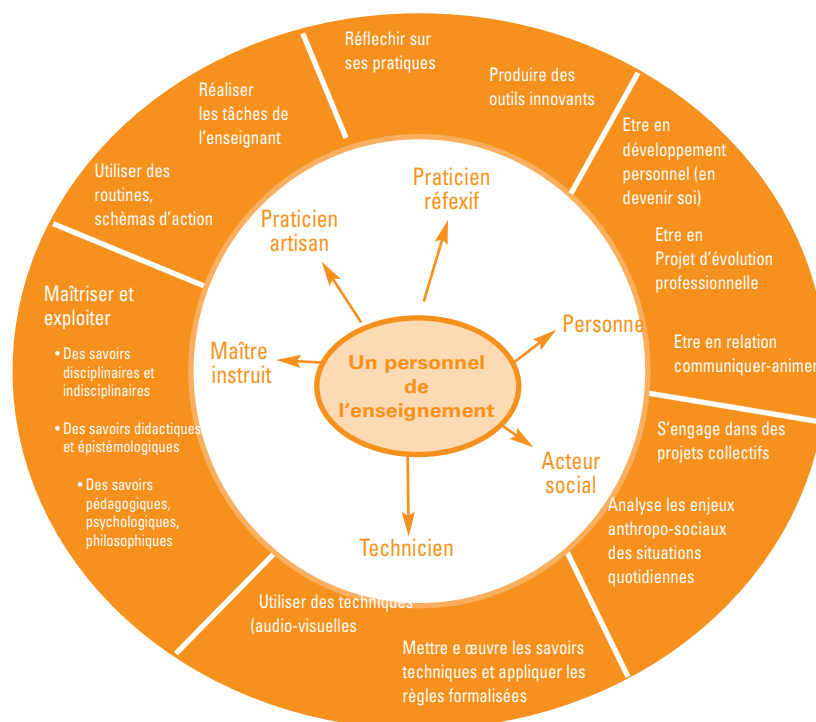 Réflechir sur
ses pratiques
Produire des
outils innovants
Réaliser
les tâches de
l'enseignant
Utiliser des
routines,
schèmas d'action
Etre en
développement
personnel (en
devenir soi)
Etre en
Projet d'évolution
professionnelle
Etre en relation
communiquer-animer
Praticien
artisan
Praticien
réfexif
Personne
Maître
instruit
Un personnel
de
l'enseignement
Acteur
social
Technicien
Maîtriser et
exploiter
• Des savoirs
disciplinaires et
indisciplinaires
• Des savoirs didactiques
et épistémologiques
• Des savoirs
pédagogiques,
psychologiques,
philosophiques
S'engage dans des
projets collectifs
Analyse les enjeux
anthropo-sociaux
des situations
quotidiennes
Utiliser des techniques
(audio-visuelles
Mettre e œuvre les savoirs
techniques et appliquer les
règles formalisées